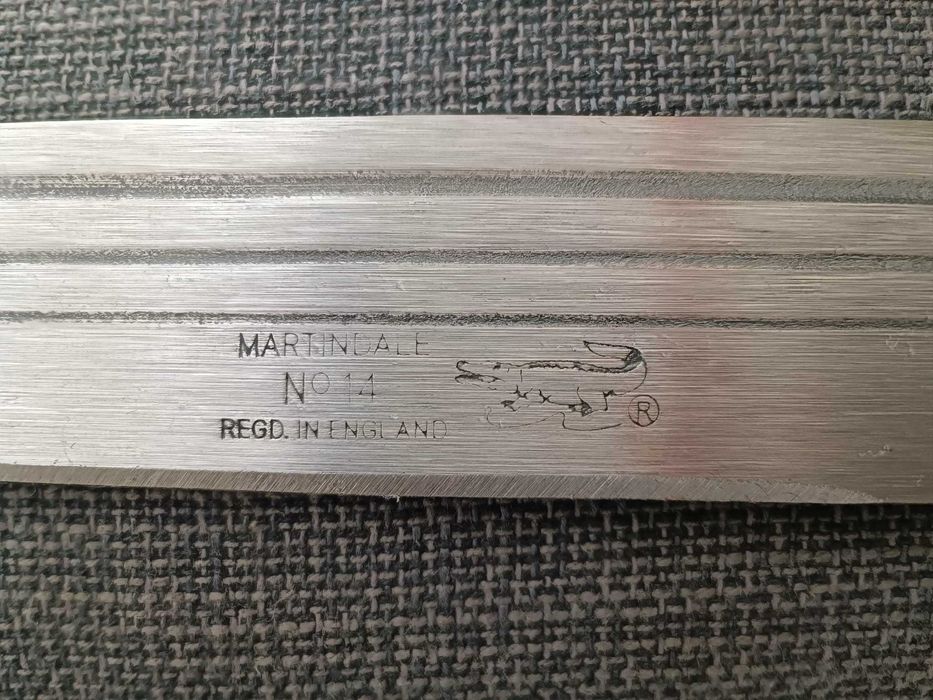 MARTINDALE
Nº 14
REGD. IN ENGLAND
®